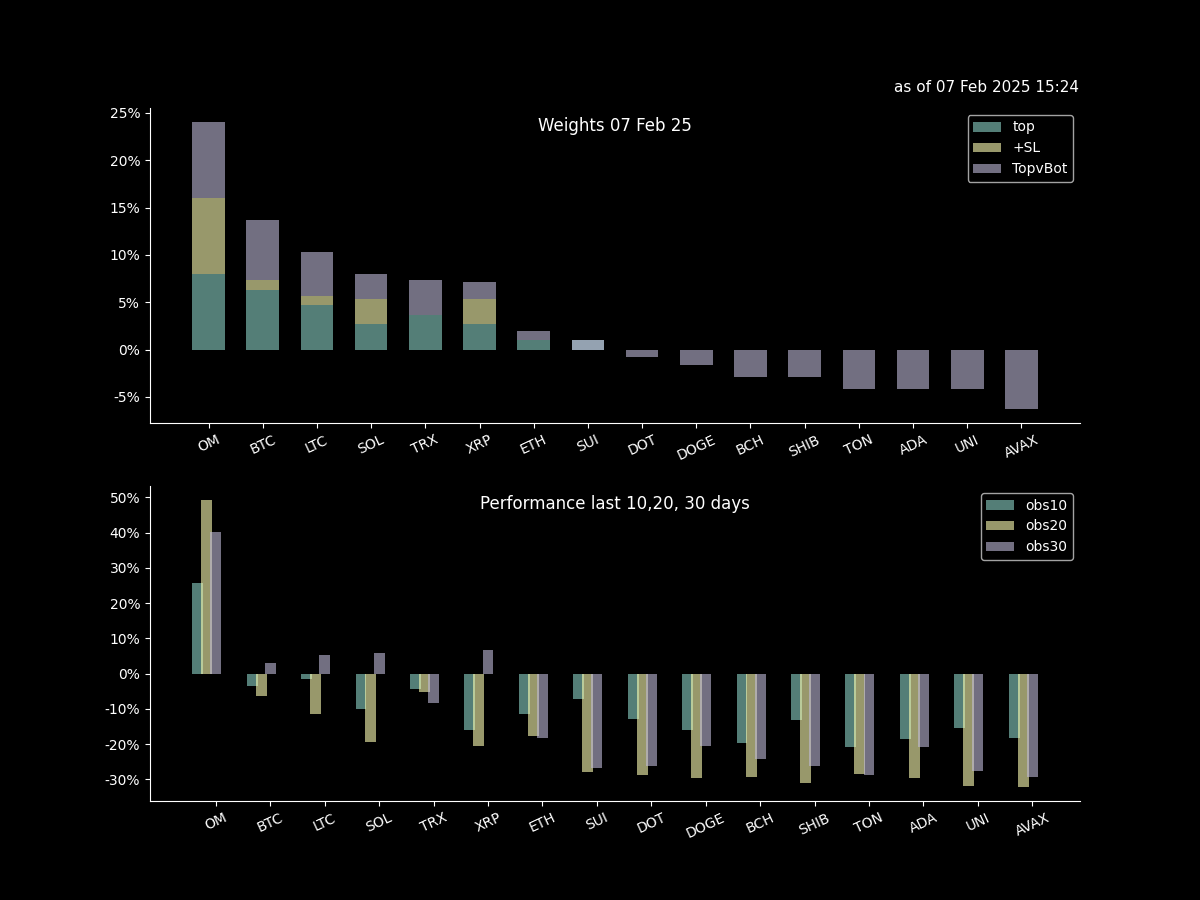 as of 07 Feb 2025 15:24
Weights 07 Feb 25
top
+SL
TopvBot
25%
20%
15%
10%
5%
0%
-5%
OM BTC LTC SOL TRX XRP ETH SUI DOT DOGE BCH SHIB TON ADA UNI AVAX
Performance last 10,20, 30 days
obs10
obs20
obs30
50%
40%
30%
20%
10%
0%
-10%
-20%
-30%
OM BTC LTC SOL TRX XRP ETH SUI DOT DOGE BCH SHIB TON ADA UNI AVAX